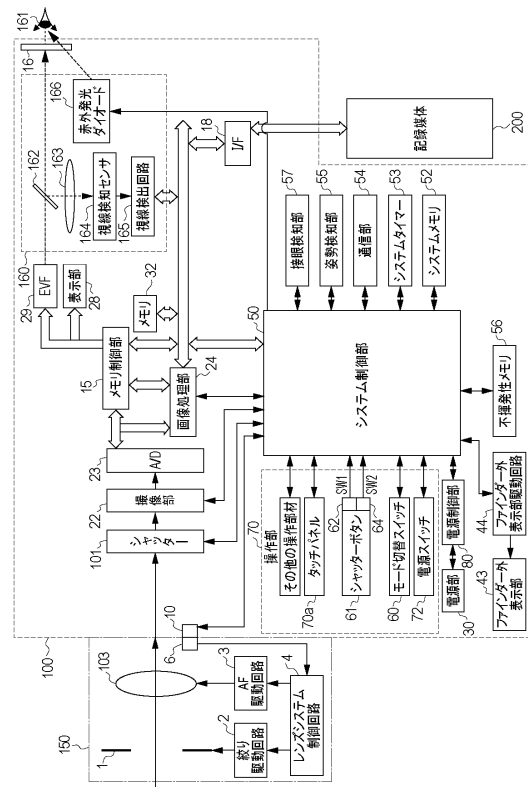 161
16
166
赤外発光
ダイオード
162
163
164
視線検知センサ
165
視線検出回路
160
18
I/F
記録媒体
200
EVF
29
表示部
28
メモリ
32
15
メモリ制御部
画像処理部
24
50
システム制御部
57
接眼検知部
55
姿勢検知部
54
通信部
53
システムタイマー
52
システムメモリ
56
不揮発性メモリ
23
A/D
22
撮像部
101
シャッター
70
操作部
その他の操作部材
70a
タッチパネル
SW1
62
61
シャッターボタン
64
SW2
60
モード切替スイッチ
72
電源スイッチ
80
電源制御部
30
電源部
44
ファインダー外
表示部駆動回路
43
ファインダー外
表示部
100
10
6
103
150
1
3
AF
駆動回路
2
絞り
駆動回路
4
レンズシステム
制御回路